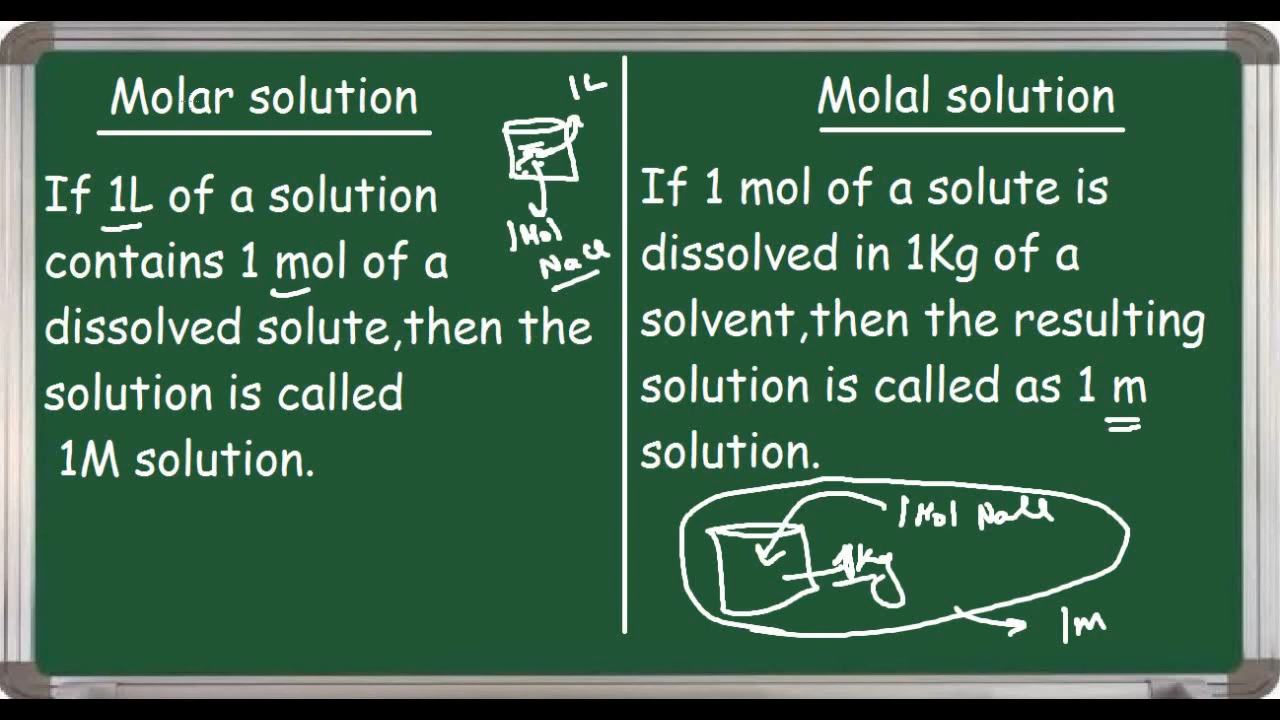 Molar solution
If 1L of a solution
contains 1 mol of a
dissolved solute,then the
solution is called
1M solution.
1L
1Mol
NaCl
Molal solution
If 1 mol of a solute is
dissolved in 1Kg of a
solvent,then the resulting
solution is called as 1 m
solution.
1Mol NaCl
1Kg
1m